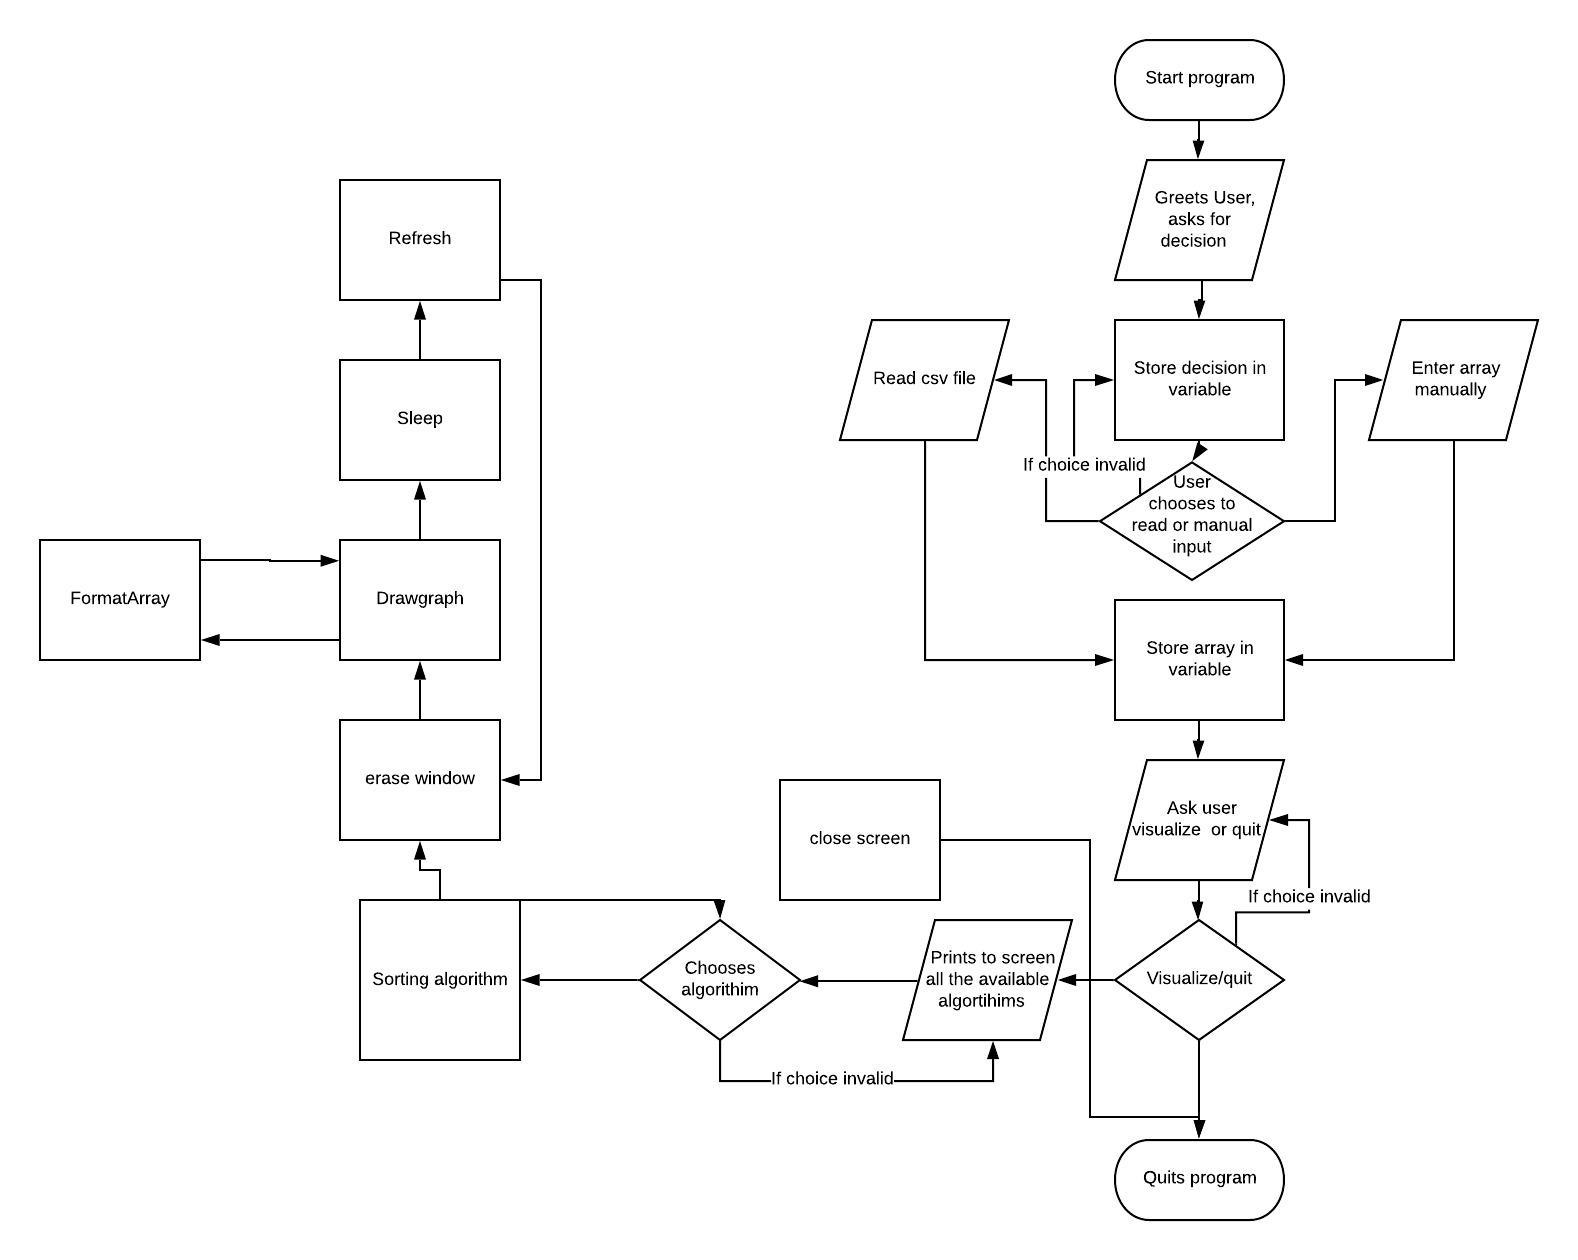 Start program
Greets User,
asks for
decision
Refresh
Read csv file
Store decision in
variable
Enter array
manually
Sleep
If choice invalid
User
chooses to
read or manual
input
FormatArray
Drawgraph
Store array in
variable
erase window
close screen
Ask user
visualize  or quit
If choice invalid
Sorting algorithm
Chooses
algorithim
Prints to screen
all the available
algortihims
Visualize/quit
If choice invalid
Quits program